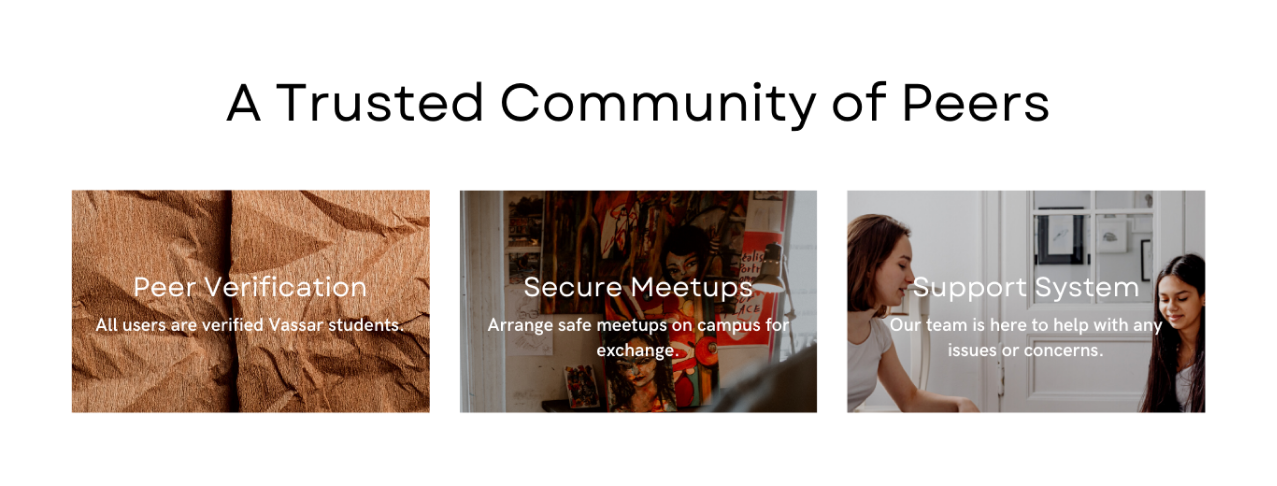 A Trusted Community of Peers
Peer Verification
All users are verified Vassar students.
Secure Meetups
Arrange safe meetups on campus for
exchange.
Support System
Our team is here to help with any
issues or concerns.